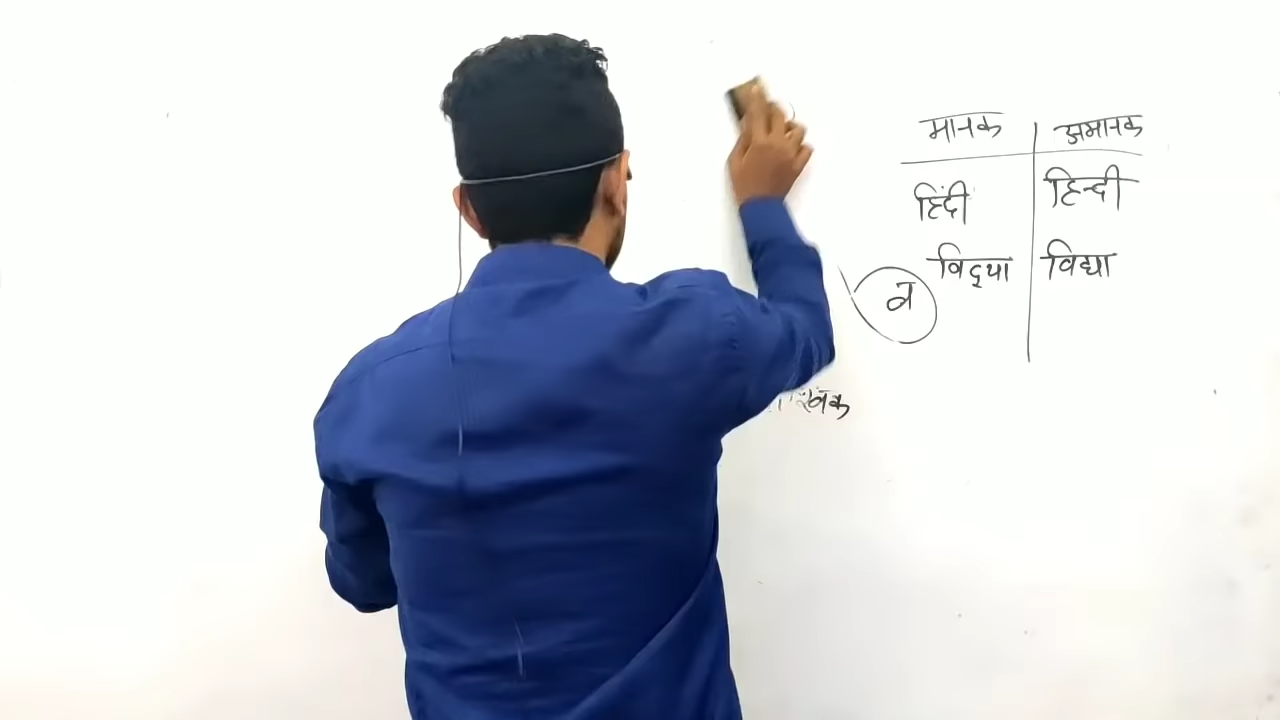 मानक अमानक
हिंदी हिन्दी
विद्‌या विद्या
व